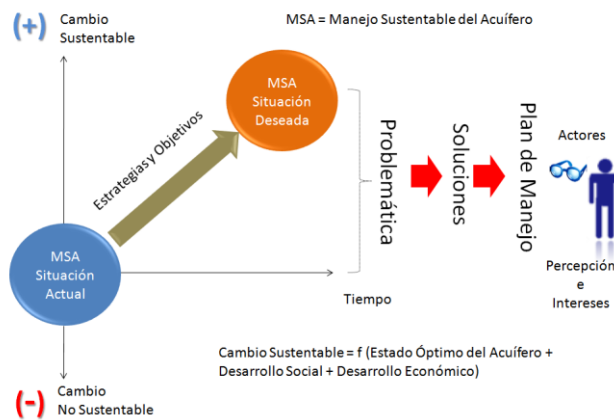 (+)
Cambio
Sustentable
MSA = Manejo Sustentable del Acuífero
MSA
Situación
Deseada
Estrategias y Objetivos
MSA
Situación
Actual
Tiempo
Problemática
Soluciones
Plan de Manejo
Actores
Percepción
e
Intereses
Cambio Sustentable = f (Estado Óptimo del Acuífero +
Desarrollo Social + Desarrollo Económico)
(-)
Cambio
No Sustentable